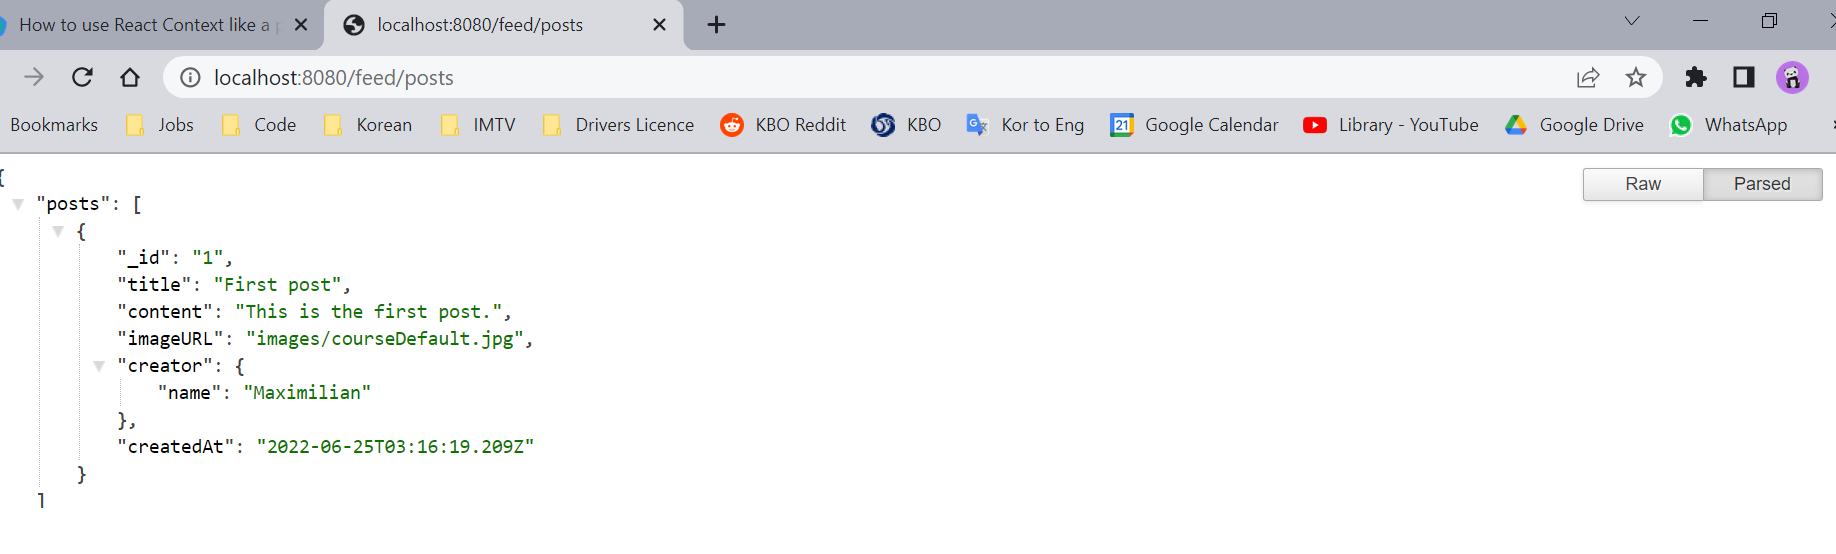 How to use React Context like a
localhost:8080/feed/posts
localhost:8080/feed/posts
Bookmarks Jobs Code Korean IMTV Drivers Licence KBO Reddit KBO Kor to Eng 21 Google Calendar Library - YouTube Google Drive WhatsApp
{
Raw Parsed
"posts": [
{
"_id": "1",
"title": "First post",
"content": "This is the first post.",
"imageURL": "images/courseDefault.jpg",
"creator": {
"name": "Maximilian"
},
"createdAt": "2022-06-25T03:16:19.209Z"
}
]